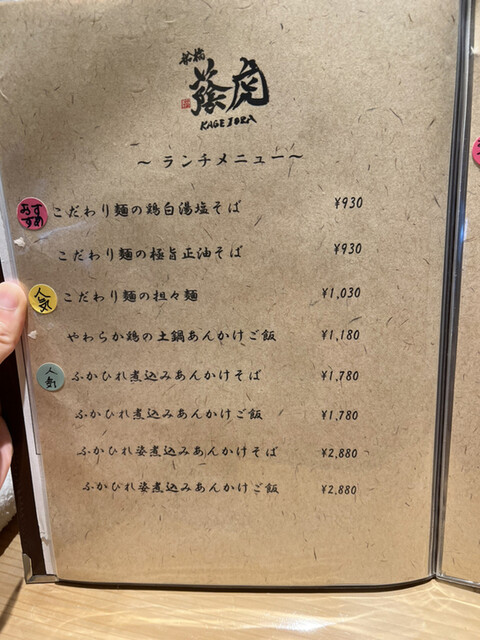 蔭虎
KAGETORA
～ ランチメニュー～
おすすめ
こだわり麺の鶏白湯塩そば ¥930
こだわり麺の極旨正油そば ¥930
人気
こだわり麺の担々麺 ¥1,030
やわらか鶏の土鍋あんかけご飯 ¥1,180
人気
ふかひれ煮込みあんかけそば ¥1,780
ふかひれ煮込みあんかけご飯 ¥1,780
ふかひれ姿煮込みあんかけそば ¥2,880
ふかひれ姿煮込みあんかけご飯 ¥2,880